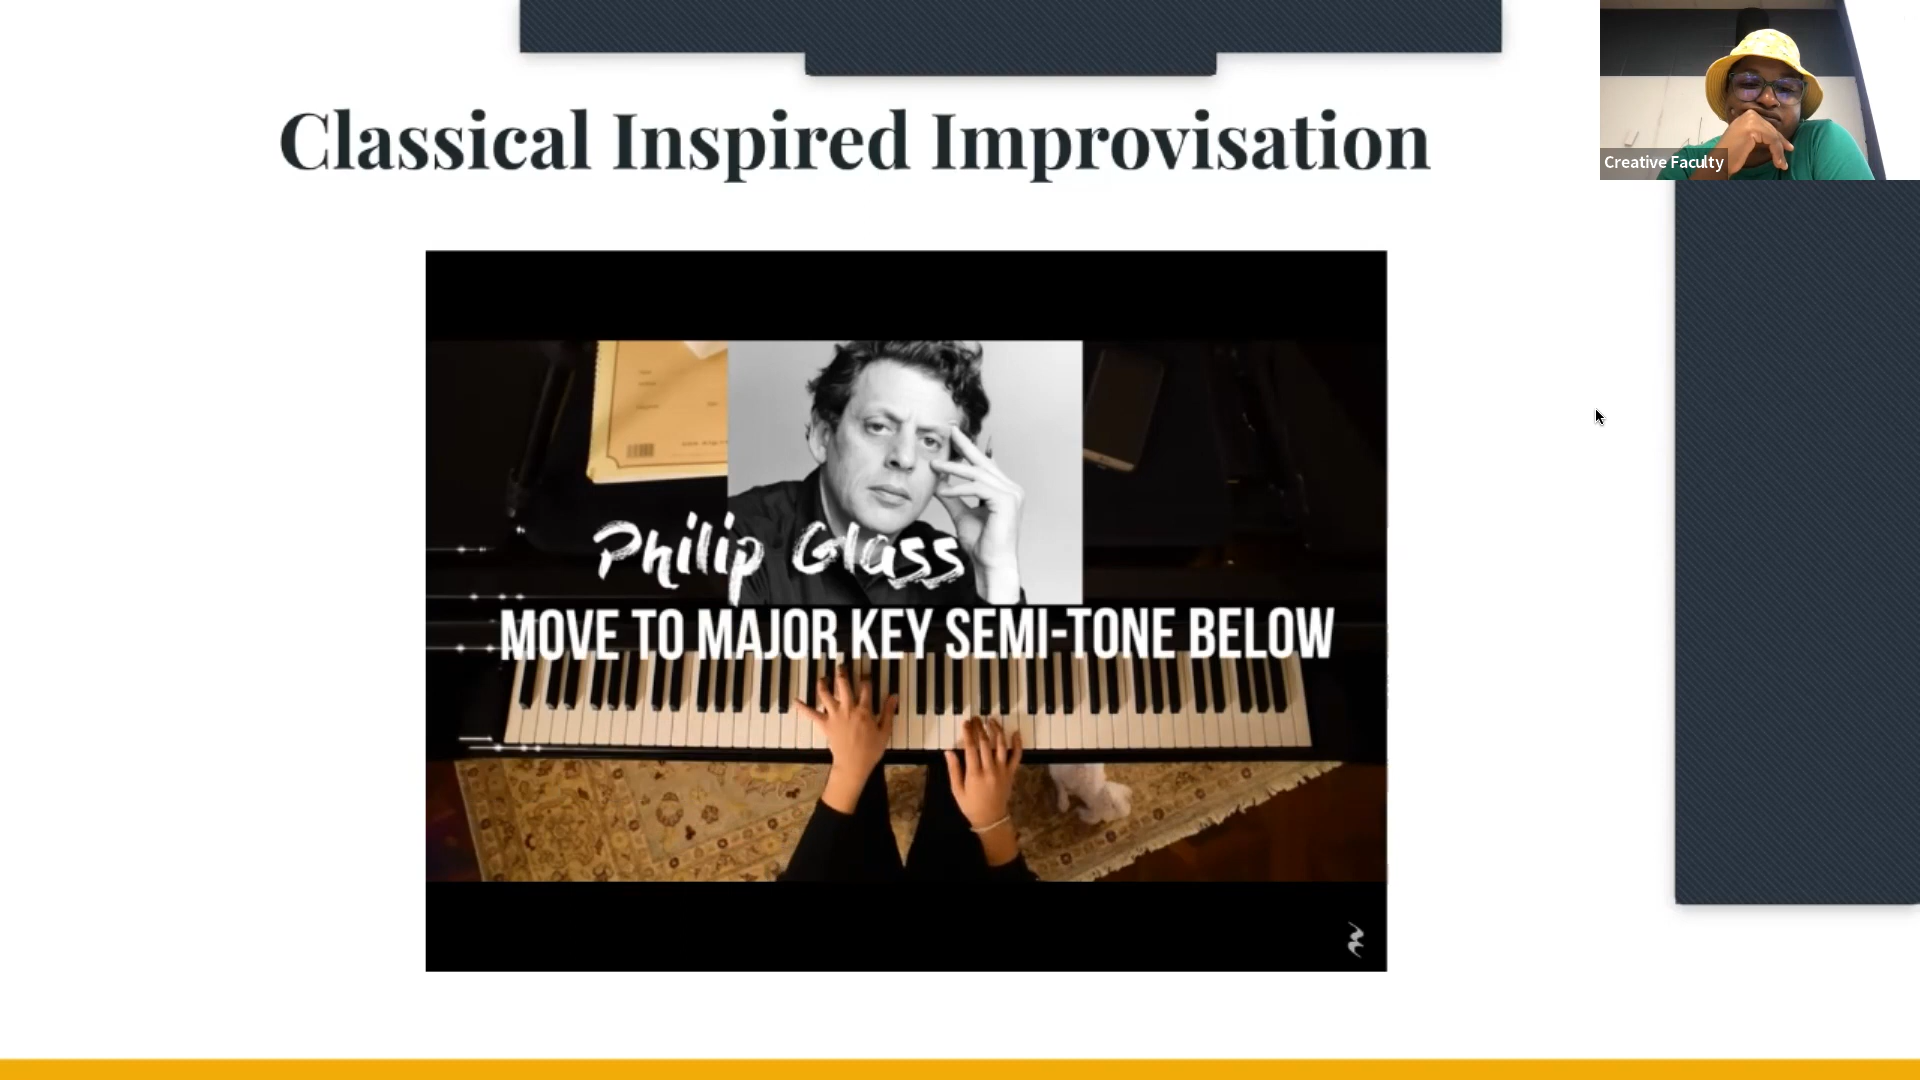 Classical Inspired Improvisation
Creative Faculty
Philip Glass
MOVE TO MAJOR KEY SEMI-TONE BELOW